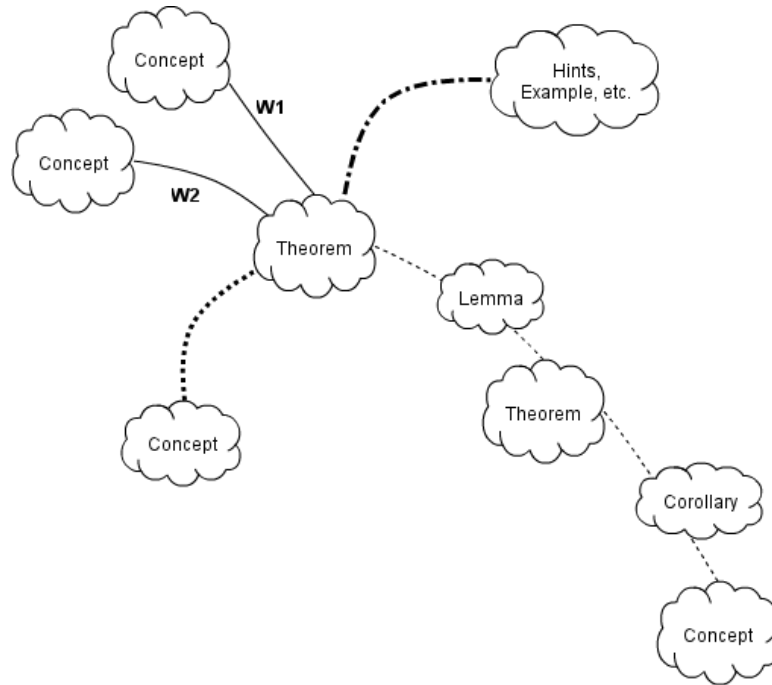 Concept
Hints,
Example, etc.
W1
Concept
W2
Theorem
Lemma
Theorem
Concept
Corollary
Concept